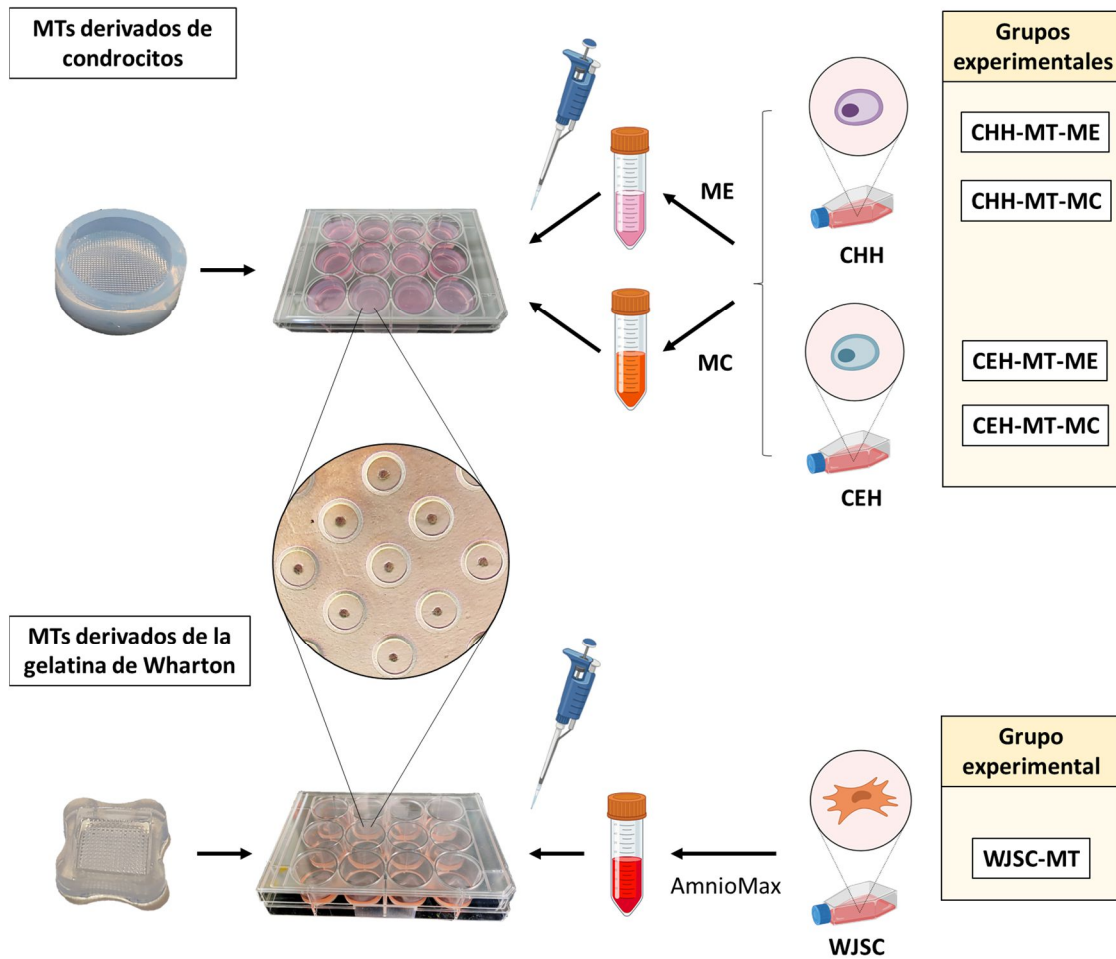 MTs derivados de
condrocitos
ME
MC
CHH
CEH
Grupos
experimentales
CHH-MT-ME
CHH-MT-MC
CEH-MT-ME
CEH-MT-MC
MTs derivados de la
gelatina de Wharton
AmnioMax
WJSC
Grupo
experimental
WJSC-MT